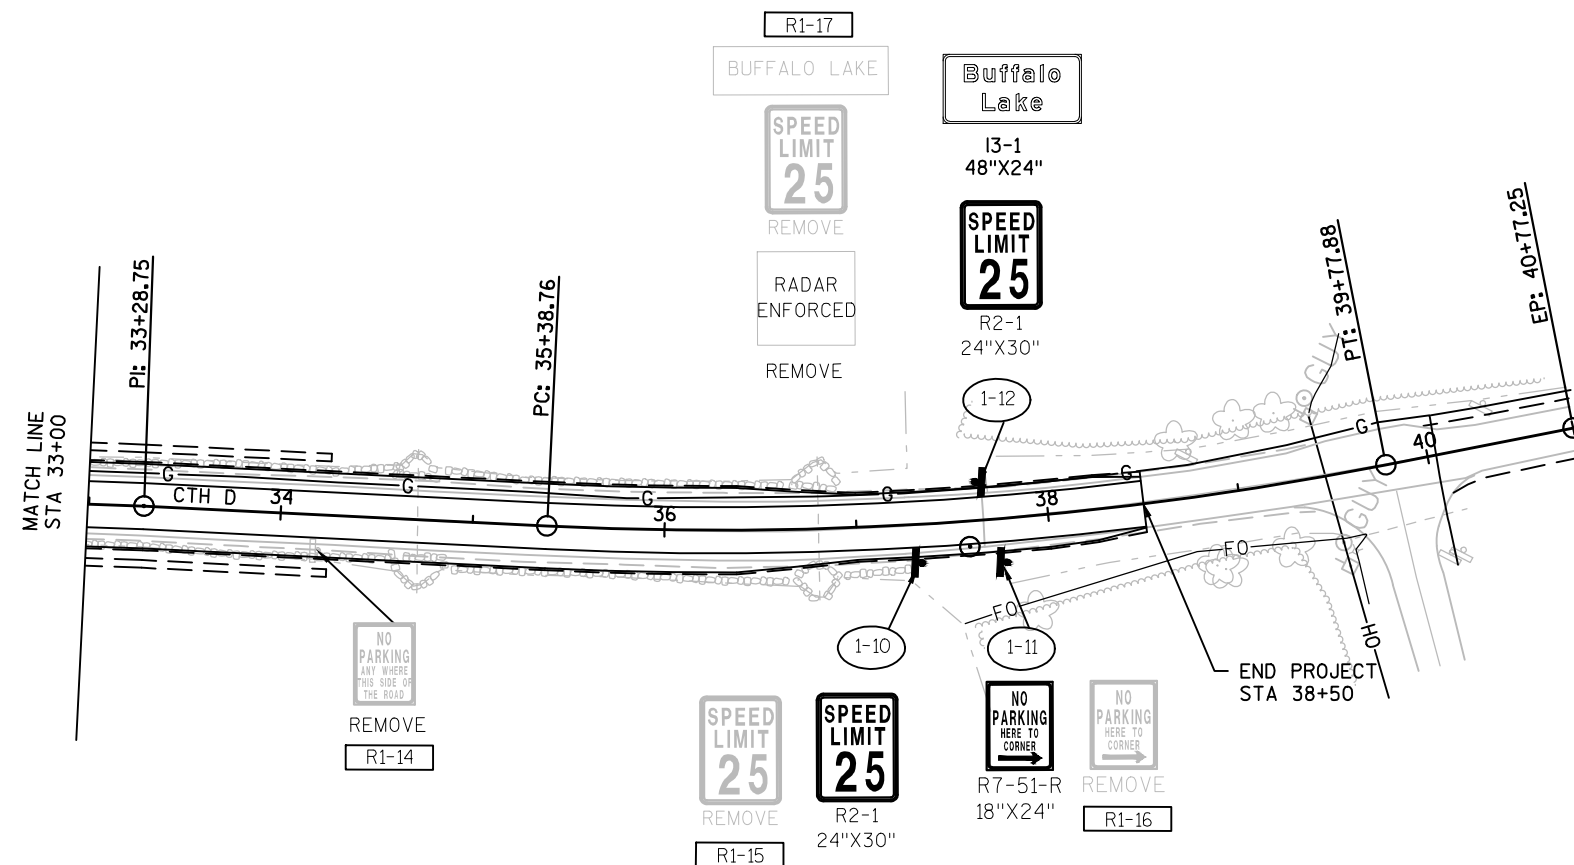 R1-17
BUFFALO LAKE
SPEED
LIMIT
25
REMOVE
RADAR
ENFORCED
REMOVE
Buffalo
Lake
I3-1
48"X24"
SPEED
LIMIT
25
R2-1
24"X30"
1-12
MATCH LINE
STA 33+00
PI: 33+28.75
PC: 35+38.76
PT: 39+77.88
EP: 40+77.25
NO GUY
G
G
G
G
G
G
CTH D
34
36
38
40
FO
FO
NO GUY
OH
1-10
1-11
END PROJECT
STA 38+50
NO
PARKING
ANY WHERE
THIS SIDE OF
THE ROAD
REMOVE
R1-14
SPEED
LIMIT
25
REMOVE
R1-15
SPEED
LIMIT
25
R2-1
24"X30"
NO
PARKING
HERE TO
CORNER
R7-51-R
18"X24"
NO
PARKING
HERE TO
CORNER
REMOVE
R1-16